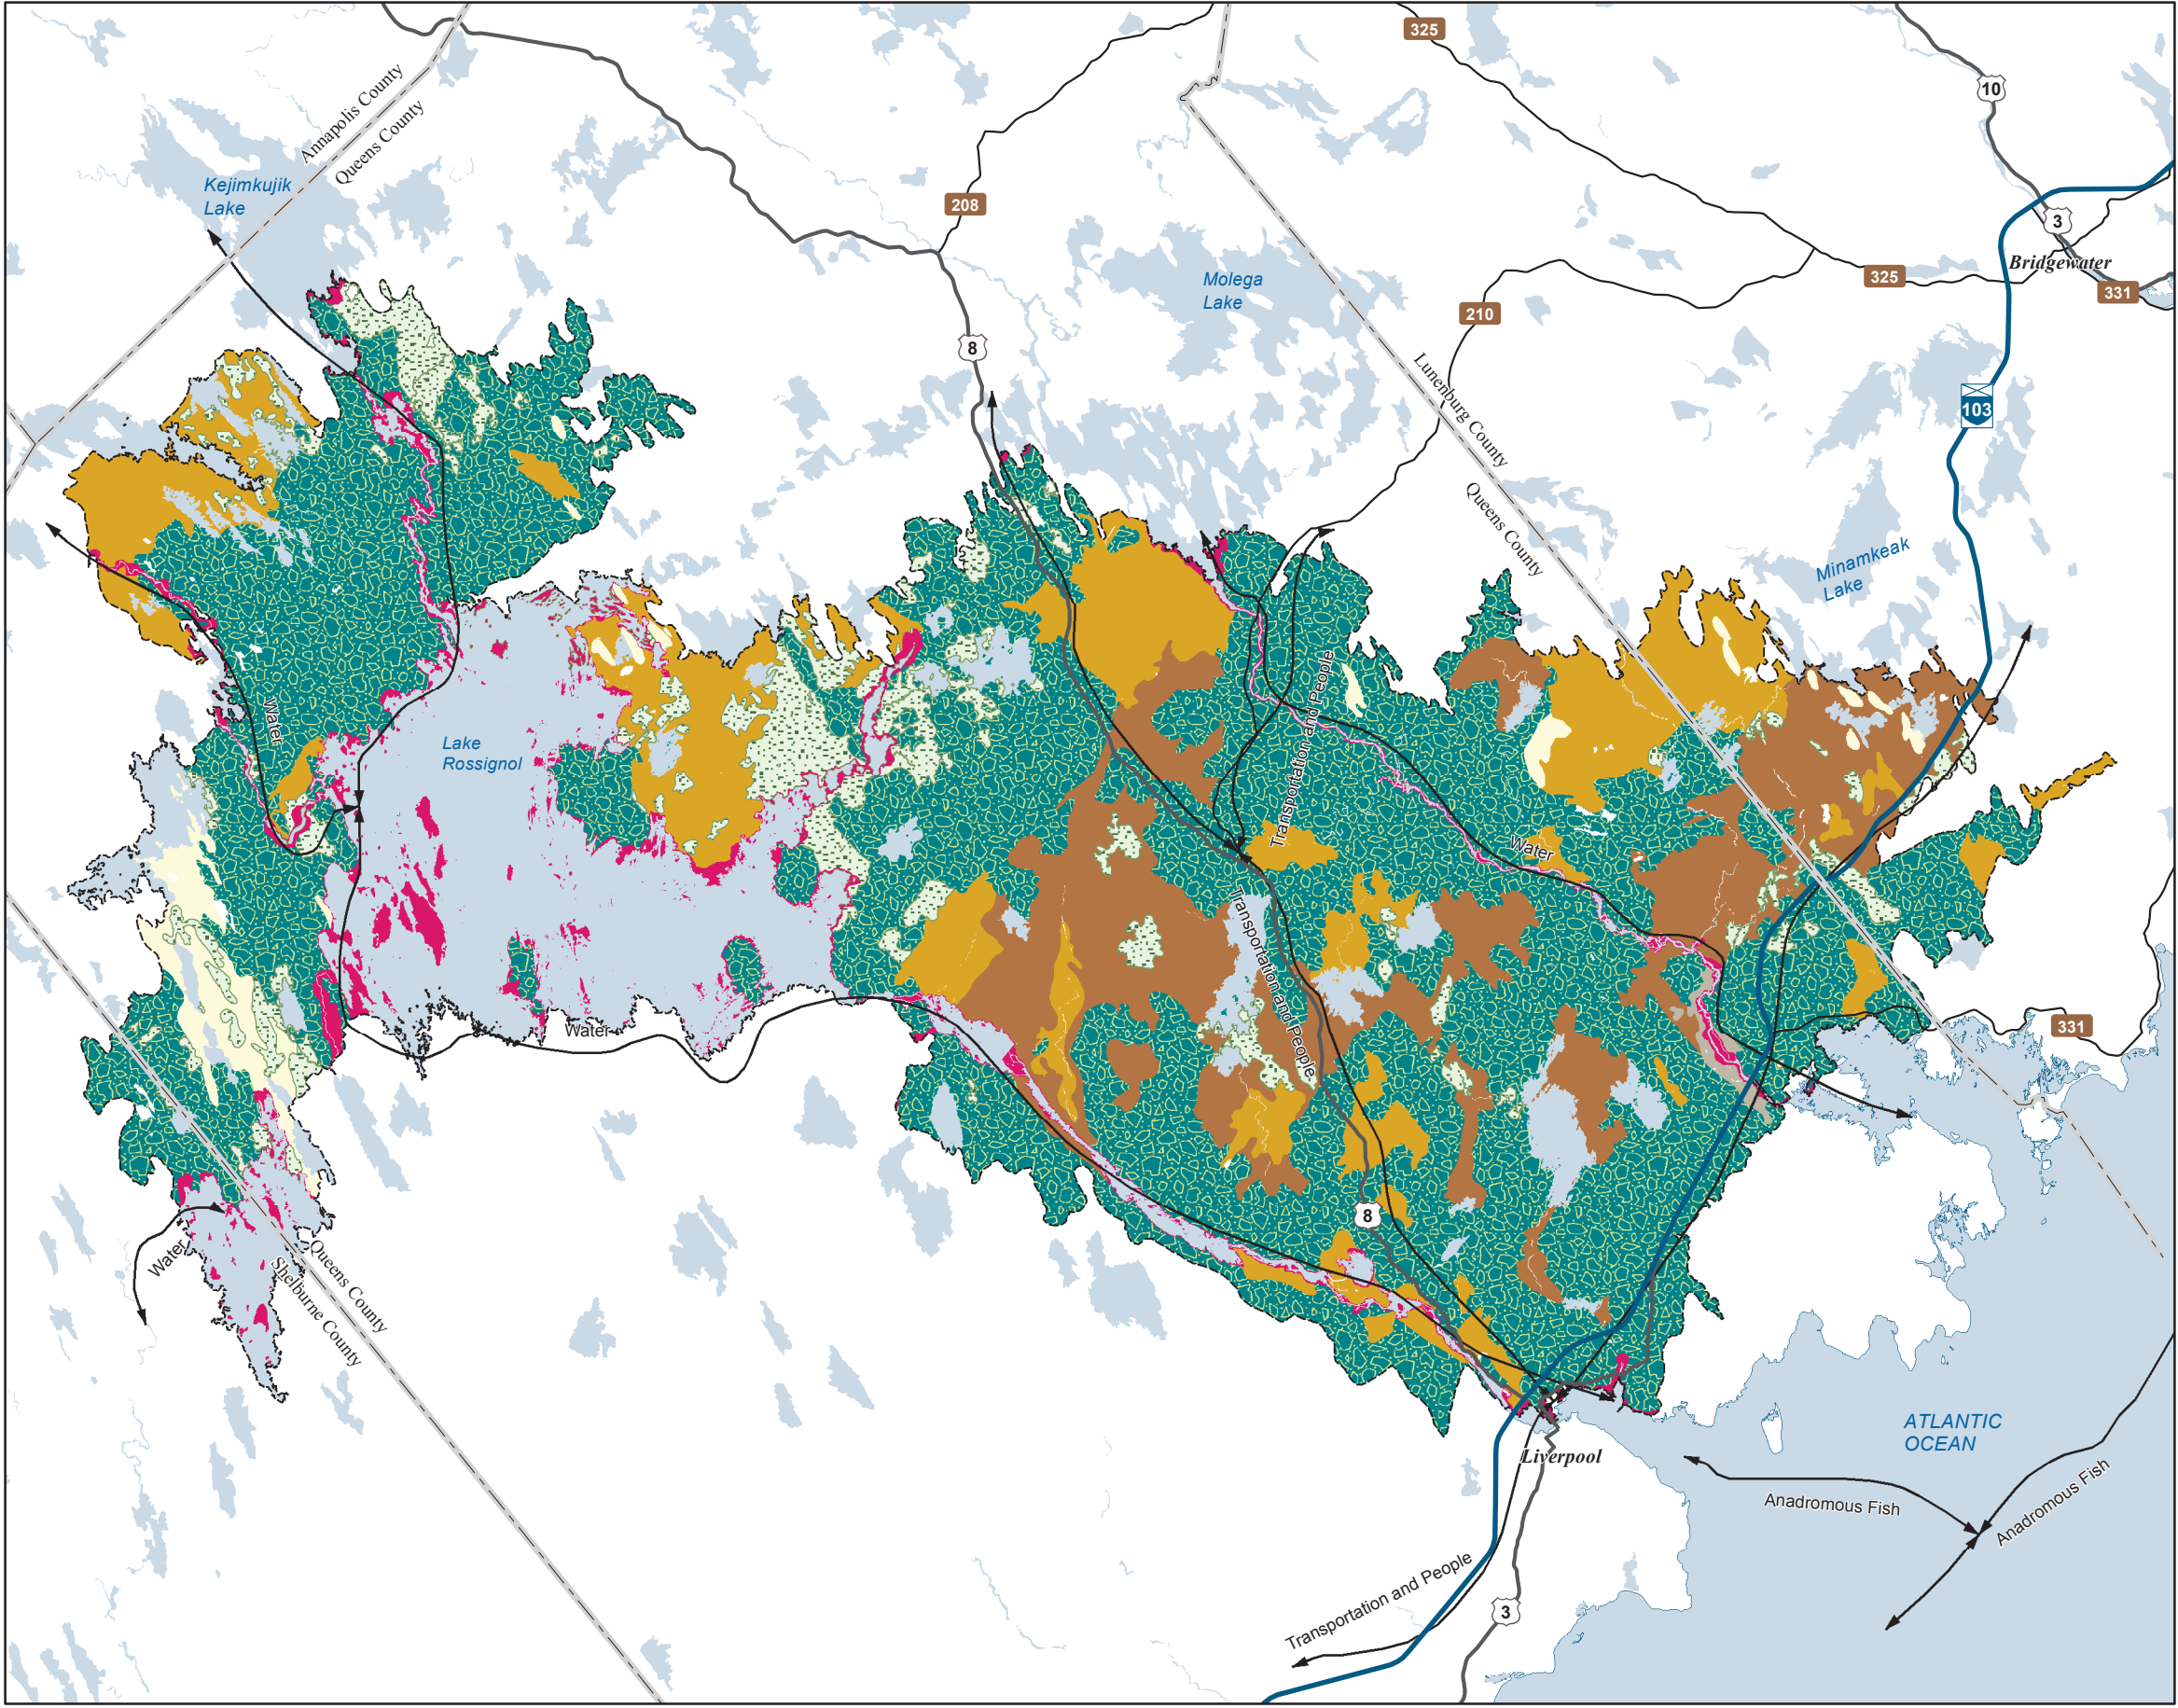 325
10
Annapolis County
Queens County
Kejimkujik
Lake
208
3
Bridgewater
325
331
Molega
Lake
210
8
Lunenburg County
Queens County
103
Minamkeak
Lake
Water
Lake
Rossignol
Transportation and People
Water
Transportation and People
Water
331
8
Water
Queens County
Shelburne County
ATLANTIC
OCEAN
Liverpool
Anadromous Fish
Anadromous Fish
Transportation and People
3